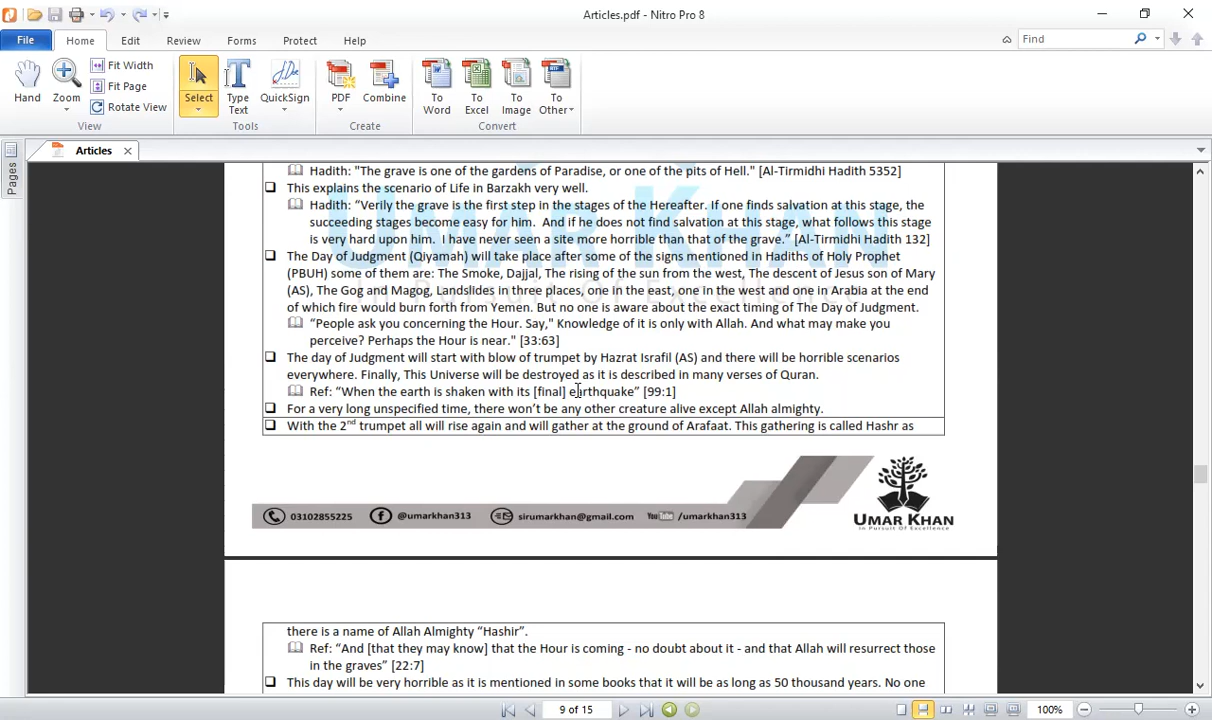 Articles.pdf - Nitro Pro 8
File Home Edit Review Forms Protect Help Find
Fit Width
Fit Page
Rotate View
Hand Zoom Select Type Text QuickSign PDF Combine To Word To Excel To Image To Other
View Tools Create Convert
Articles
Pages
Hadith: "The grave is one of the gardens of Paradise, or one of the pits of Hell." [Al-Tirmidhi Hadith 5352]
This explains the scenario of Life in Barzakh very well.
Hadith: “Verily the grave is the first step in the stages of the Hereafter. If one finds salvation at this stage, the
succeeding stages become easy for him. And if he does not find salvation at this stage, what follows this stage
is very hard upon him. I have never seen a site more horrible than that of the grave.” [Al-Tirmidhi Hadith 132]
The Day of Judgment (Qiyamah) will take place after some of the signs mentioned in Hadiths of Holy Prophet
(PBUH) some of them are: The Smoke, Dajjal, The rising of the sun from the west, The descent of Jesus son of Mary
(AS), The Gog and Magog, Landslides in three places, one in the east, one in the west and one in Arabia at the end
of which fire would burn forth from Yemen. But no one is aware about the exact timing of The Day of Judgment.
“People ask you concerning the Hour. Say," Knowledge of it is only with Allah. And what may make you
perceive? Perhaps the Hour is near." [33:63]
The day of Judgment will start with blow of trumpet by Hazrat Israfil (AS) and there will be horrible scenarios
everywhere. Finally, This Universe will be destroyed as it is described in many verses of Quran.
Ref: “When the earth is shaken with its [final] earthquake” [99:1]
For a very long unspecified time, there won’t be any other creature alive except Allah almighty.
With the 2nd trumpet all will rise again and will gather at the ground of Arafaat. This gathering is called Hashr as
UMAR KHAN
In Pursuit Of Excellence
03102855225 @umarkhan313 sirumarkhan@gmail.com YouTube /umarkhan313
UMAR KHAN
In Pursuit Of Excellence
there is a name of Allah Almighty “Hashir”.
Ref: “And [that they may know] that the Hour is coming - no doubt about it - and that Allah will resurrect those
in the graves” [22:7]
This day will be very horrible as it is mentioned in some books that it will be as long as 50 thousand years. No one
9 of 15 100%